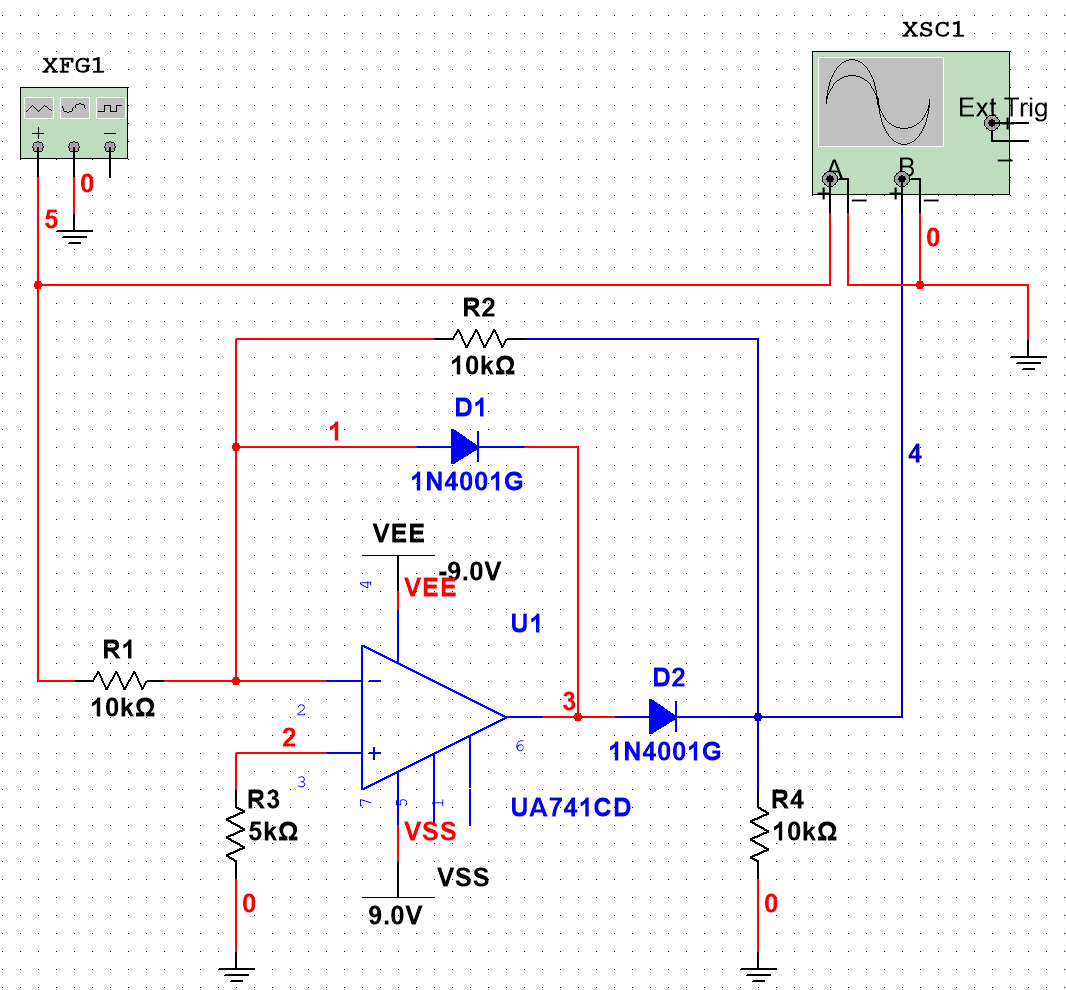 XSC1
XFG1
Ext Trig
+
−
A
B
+
−
+
−
+
−
0
5
0
R2
10kΩ
D1
1
1N4001G
4
VEE
-9.0V
4
VEE
U1
R1
10kΩ
D2
2
3
6
1N4001G
2
3
R3
5kΩ
7
5
1
UA741CD
R4
10kΩ
VSS
VSS
9.0V
0
0